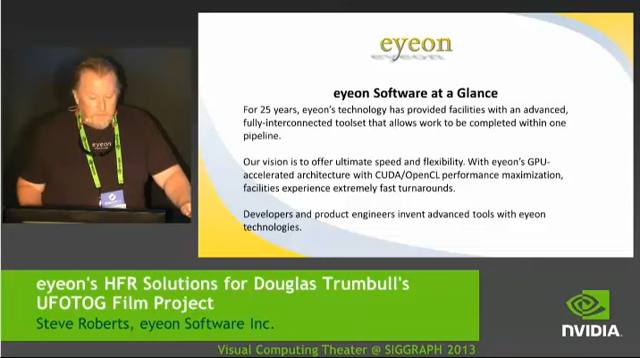 eyeon
eyeon Software at a Glance
For 25 years, eyeon's technology has provided facilities with an advanced,
fully-interconnected toolset that allows work to be completed within one
pipeline.
Our vision is to offer ultimate speed and flexibility. With eyeon's GPU-
accelerated architecture with CUDA/OpenCL performance maximization,
facilities experience extremely fast turnarounds.
Developers and product engineers invent advanced tools with eyeon
technologies.
eyeon
eyeon's HFR Solutions for Douglas Trumbull's
UFOTOG Film Project
Steve Roberts, eyeon Software Inc.
NVIDIA
Visual Computing Theater @ SIGGRAPH 2013